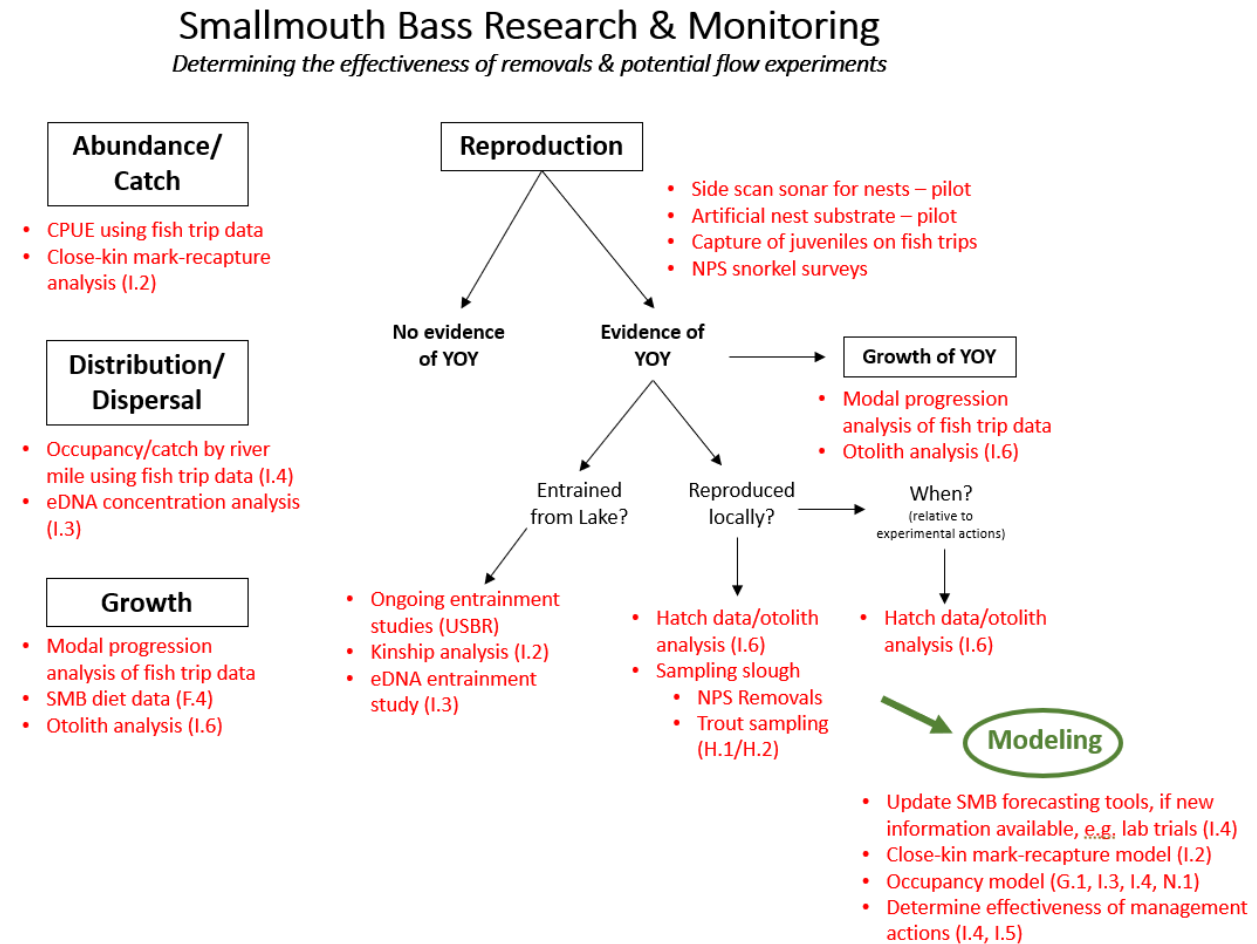 Smallmouth Bass Research & Monitoring
Determining the effectiveness of removals & potential flow experiments
Abundance/
Catch
• CPUE using fish trip data
• Close-kin mark-recapture
analysis (I.2)
Distribution/
Dispersal
• Occupancy/catch by river
mile using fish trip data (I.4)
• eDNA concentration analysis
(I.3)
Growth
• Modal progression
analysis of fish trip data
• SMB diet data (F.4)
• Otolith analysis (I.6)
Reproduction
• Side scan sonar for nests – pilot
• Artificial nest substrate – pilot
• Capture of juveniles on fish trips
• NPS snorkel surveys
No evidence
of YOY
Evidence of
YOY
Growth of YOY
• Modal progression
analysis of fish trip data
• Otolith analysis (I.6)
Entrained
from Lake?
Reproduced
locally?
When?
(relative to
experimental actions)
• Ongoing entrainment
studies (USBR)
• Kinship analysis (I.2)
• eDNA entrainment
study (I.3)
• Hatch data/otolith
analysis (I.6)
• Sampling slough
• NPS Removals
• Trout sampling
(H.1/H.2)
• Hatch data/otolith
analysis (I.6)
Modeling
• Update SMB forecasting tools, if new
information available, e.g. lab trials (I.4)
• Close-kin mark-recapture model (I.2)
• Occupancy model (G.1, I.3, I.4, N.1)
• Determine effectiveness of management
actions (I.4, I.5)